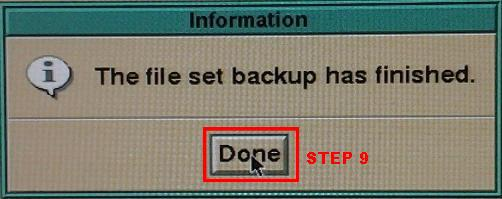 Information
The file set backup has finished.
Done
STEP 9